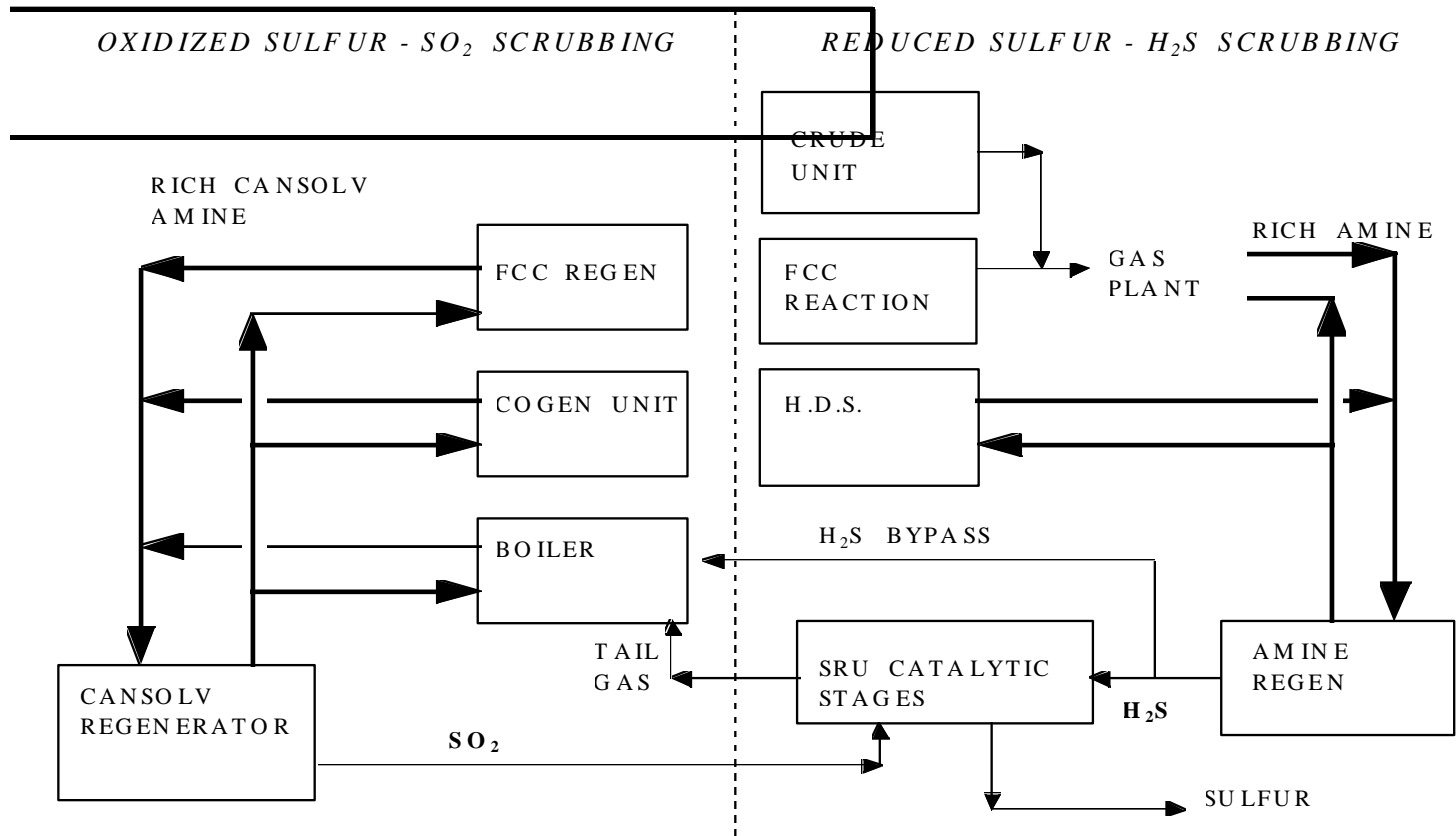 OXIDIZED SULFUR - SO₂ SCRUBBING
REDUCED SULFUR - H₂S SCRUBBING
CRUDE
UNIT
RICH CANSOLV
AMINE
RICH AMINE
FCC REGEN
FCC
REACTION
GAS
PLANT
COGEN UNIT
H.D.S.
BOILER
H₂S BYPASS
TAIL
GAS
SRU CATALYTIC
STAGES
AMINE
REGEN
H₂S
CANSOLV
REGENERATOR
SO₂
SULFUR